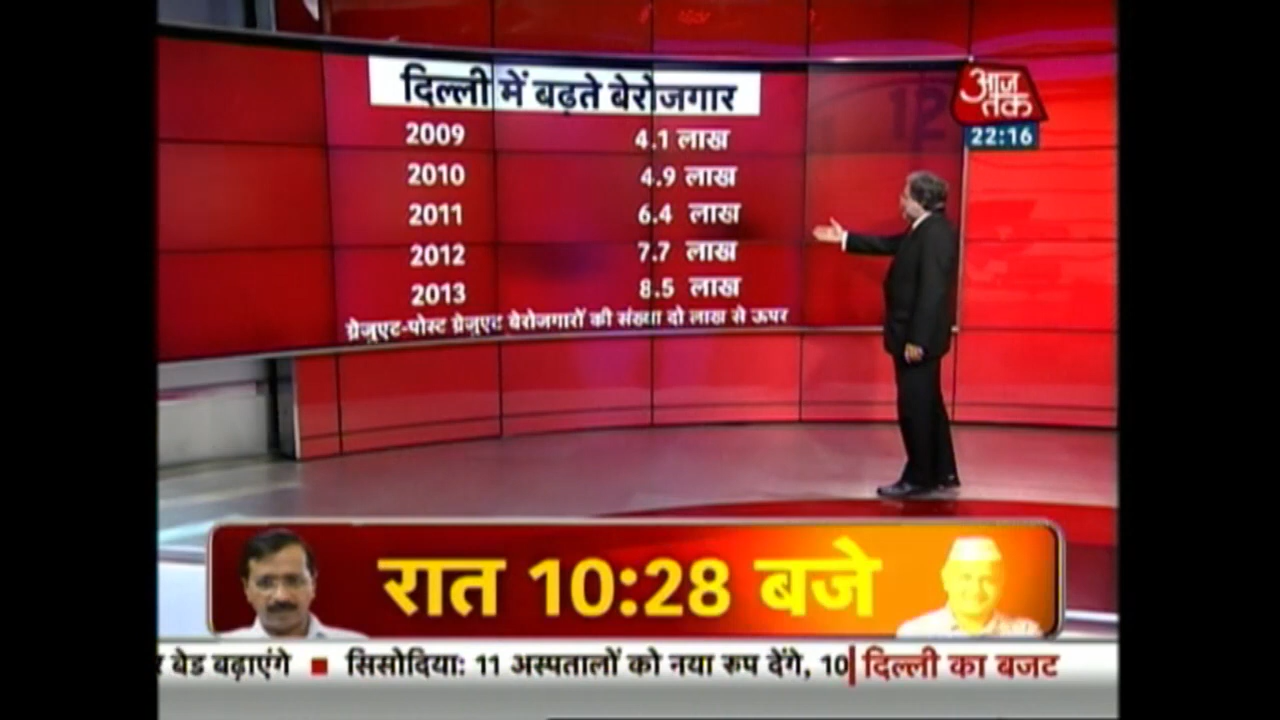 दिल्ली में बढ़ते बेरोजगार
2009 4.1 लाख
2010 4.9 लाख
2011 6.4 लाख
2012 7.7 लाख
2013 8.5 लाख
ग्रेजुएट-पोस्ट ग्रेजुएट बेरोजगारों की संख्या दो लाख से ऊपर
आज तक
22:16
12
रात 10:28 बजे
र बेड बढ़ाएंगे ■ सिसोदिया: 11 अस्पतालों को नया रूप देंगे, 10
दिल्ली का बजट